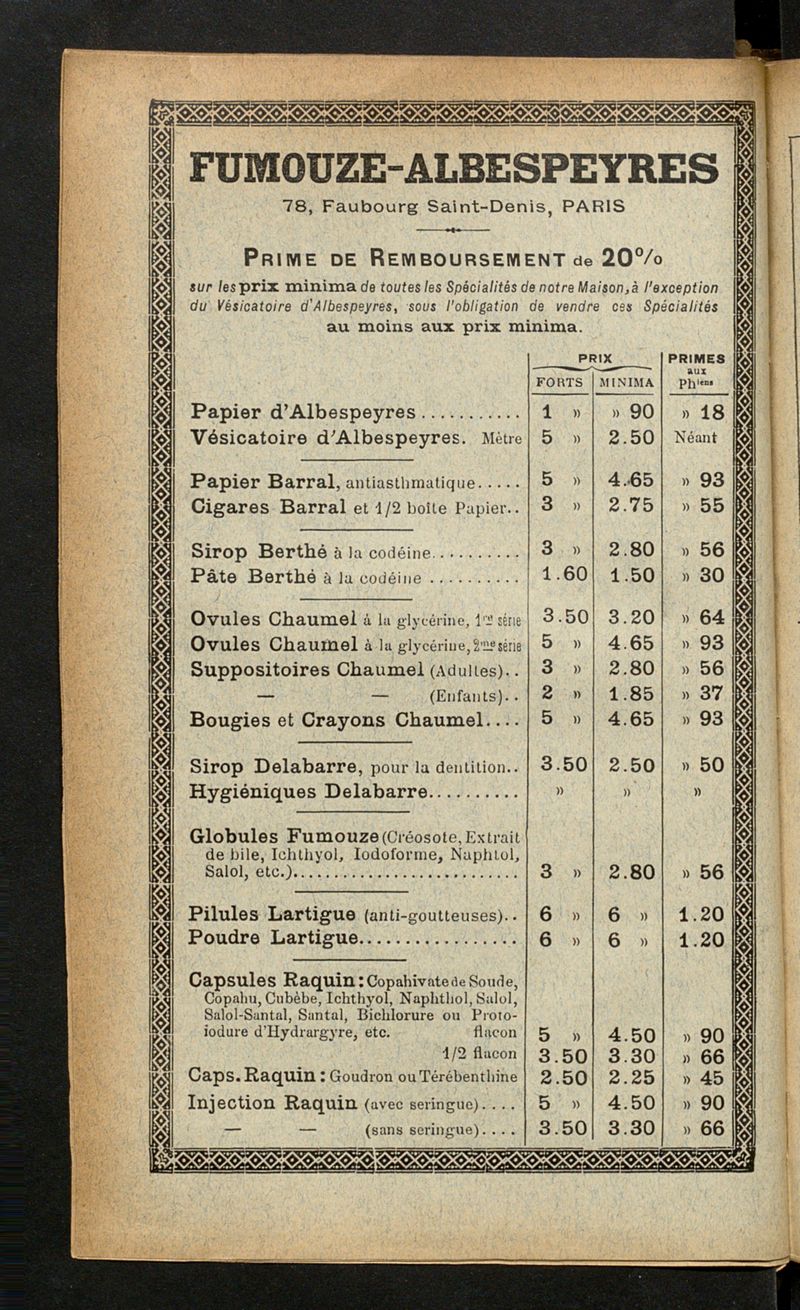 FUMOUZE-ALBESPEYRES
78, Faubourg Saint-Denis, PARIS
PRIME DE REMBOURSEMENT de 20%
sur les prix minima de toutes les Spécialités de notre Maison, à l'exception
du Vésicatoire d'Albespeyres, sous l'obligation de vendre ces Spécialités
au moins aux prix minima.
PRIX PRIMES
FORTS MINIMA aux Phiens
Papier d'Albespeyres........... 1 » » 90 » 18
Vésicatoire d'Albespeyres. Mètre 5 » 2.50 Néant
Papier Barral, antiasthmatique..... 5 » 4.65 » 93
Cigares Barral et 1/2 boîte Papier.. 3 » 2.75 » 55
Sirop Berthé à la codéine.......... 3 » 2.80 » 56
Pâte Berthé à la codéine .......... 1.60 1.50 » 30
Ovules Chaumel à la glycérine, 1re série 3.50 3.20 » 64
Ovules Chaumel à la glycérine, 2me série 5 » 4.65 » 93
Suppositoires Chaumel (Adultes).. 3 » 2.80 » 56
— — (Enfants).. 2 » 1.85 » 37
Bougies et Crayons Chaumel.... 5 » 4.65 » 93
Sirop Delabarre, pour la dentition.. 3.50 2.50 » 50
Hygiéniques Delabarre.......... » » »
Globules Fumouze (Créosote, Extrait
de bile, Ichthyol, Iodoforme, Naphtol,
Salol, etc.)............................ 3 » 2.80 » 56
Pilules Lartigue (anti-goutteuses).. 6 » 6 » 1.20
Poudre Lartigue................. 6 » 6 » 1.20
Capsules Raquin: Copahivate de Soude,
Copahu, Cubèbe, Ichthyol, Naphthol, Salol,
Salol-Santal, Santal, Bichlorure ou Proto-
iodure d'Hydrargyre, etc. flacon 5 » 4.50 » 90
1/2 flacon 3.50 3.30 » 66
Caps. Raquin: Goudron ou Térébenthine 2.50 2.25 » 45
Injection Raquin (avec seringue).... 5 » 4.50 » 90
— — (sans seringue).... 3.50 3.30 » 66